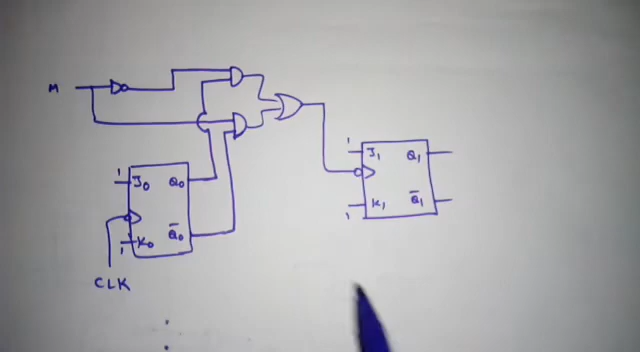 M
1
J₀ Q₀
K₀ Q̅₀
1
CLK
1
J₁ Q₁
K₁ Q̅₁
1